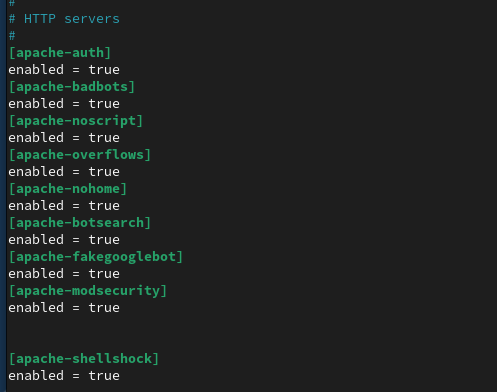 #
# HTTP servers
#
[apache-auth]
enabled = true
[apache-badbots]
enabled = true
[apache-noscript]
enabled = true
[apache-overflows]
enabled = true
[apache-nohome]
enabled = true
[apache-botsearch]
enabled = true
[apache-fakegooglebot]
enabled = true
[apache-modsecurity]
enabled = true
[apache-shellshock]
enabled = true